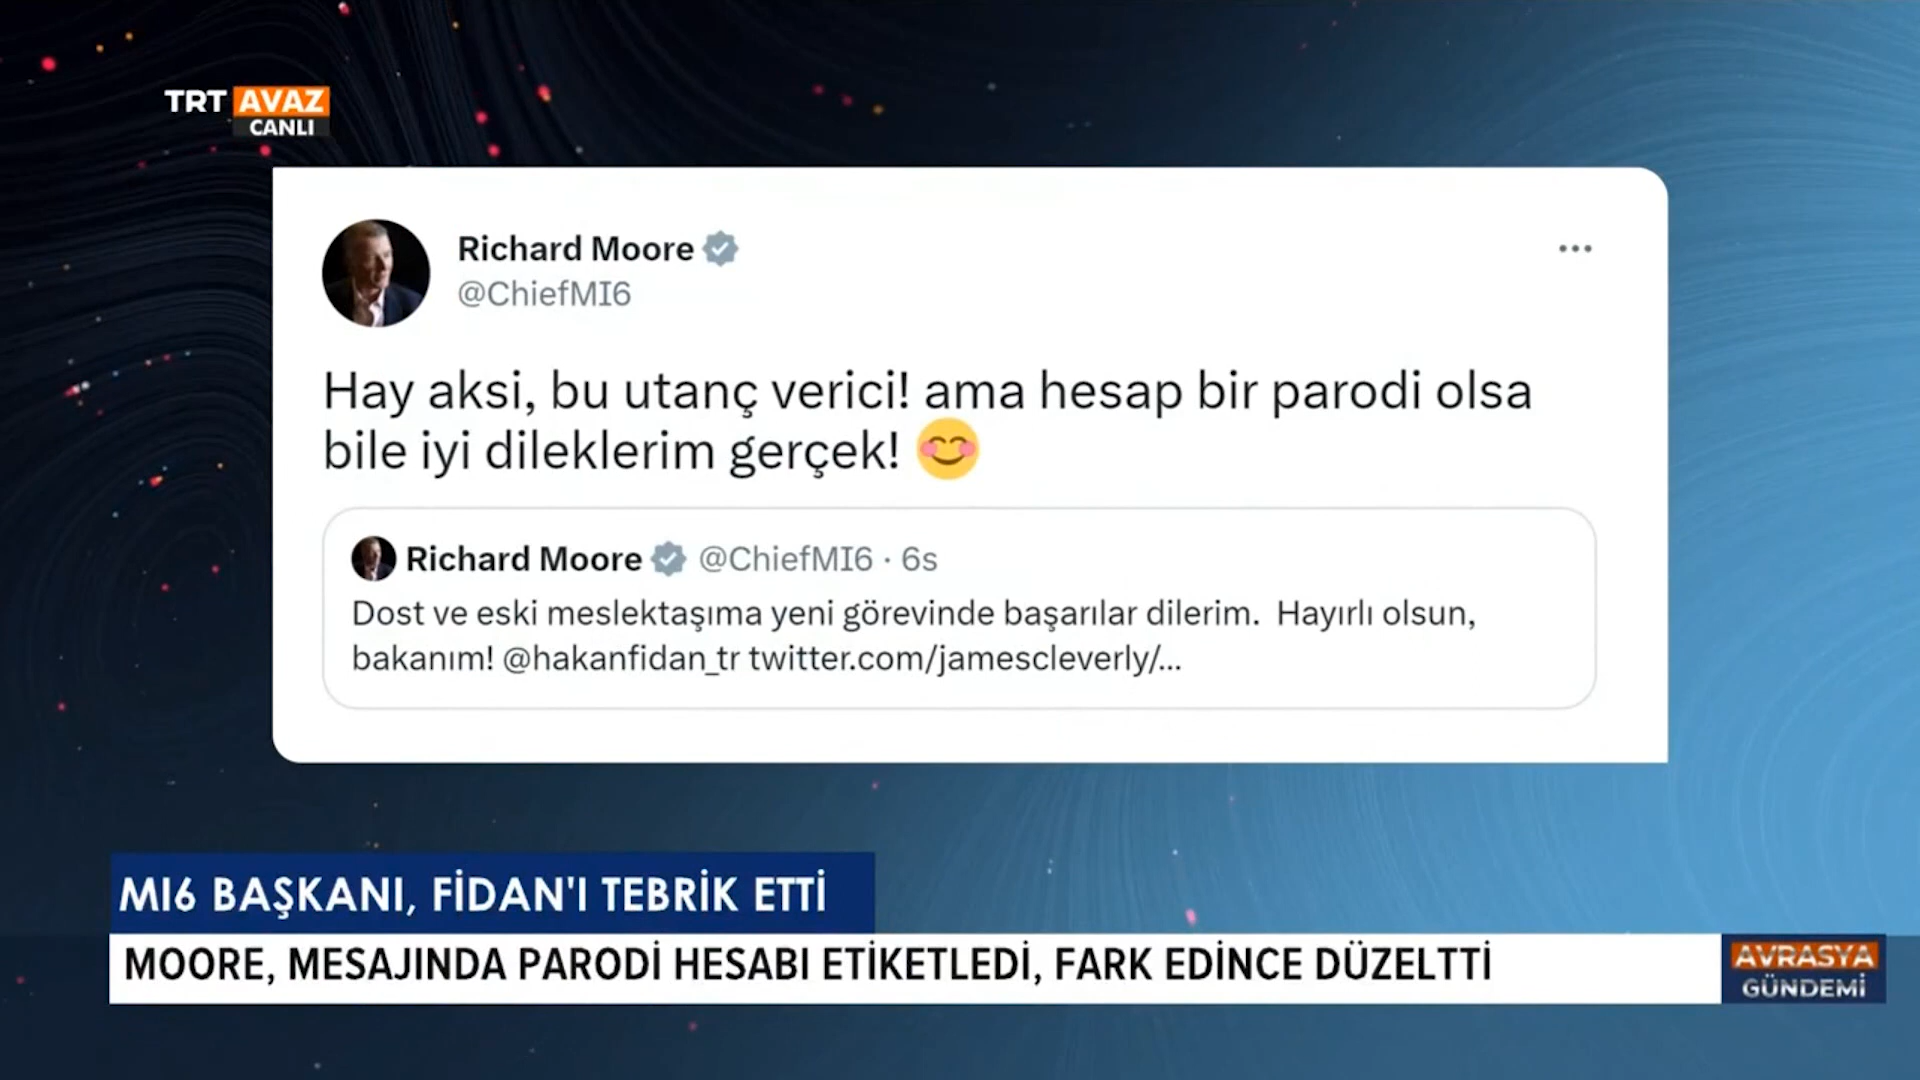 TRT AVAZ
CANLI
Richard Moore
@ChiefMI6
Hay aksi, bu utanç verici! ama hesap bir parodi olsa
bile iyi dileklerim gerçek! 😊
Richard Moore @ChiefMI6 · 6s
Dost ve eski meslektaşıma yeni görevinde başarılar dilerim. Hayırlı olsun,
bakanım! @hakanfidan_tr twitter.com/jamescleverly/...
MI6 BAŞKANI, FİDAN'I TEBRİK ETTİ
MOORE, MESAJINDA PARODİ HESABI ETİKETLEDİ, FARK EDİNCE DÜZELTTİ
AVRASYA
GÜNDEMİ